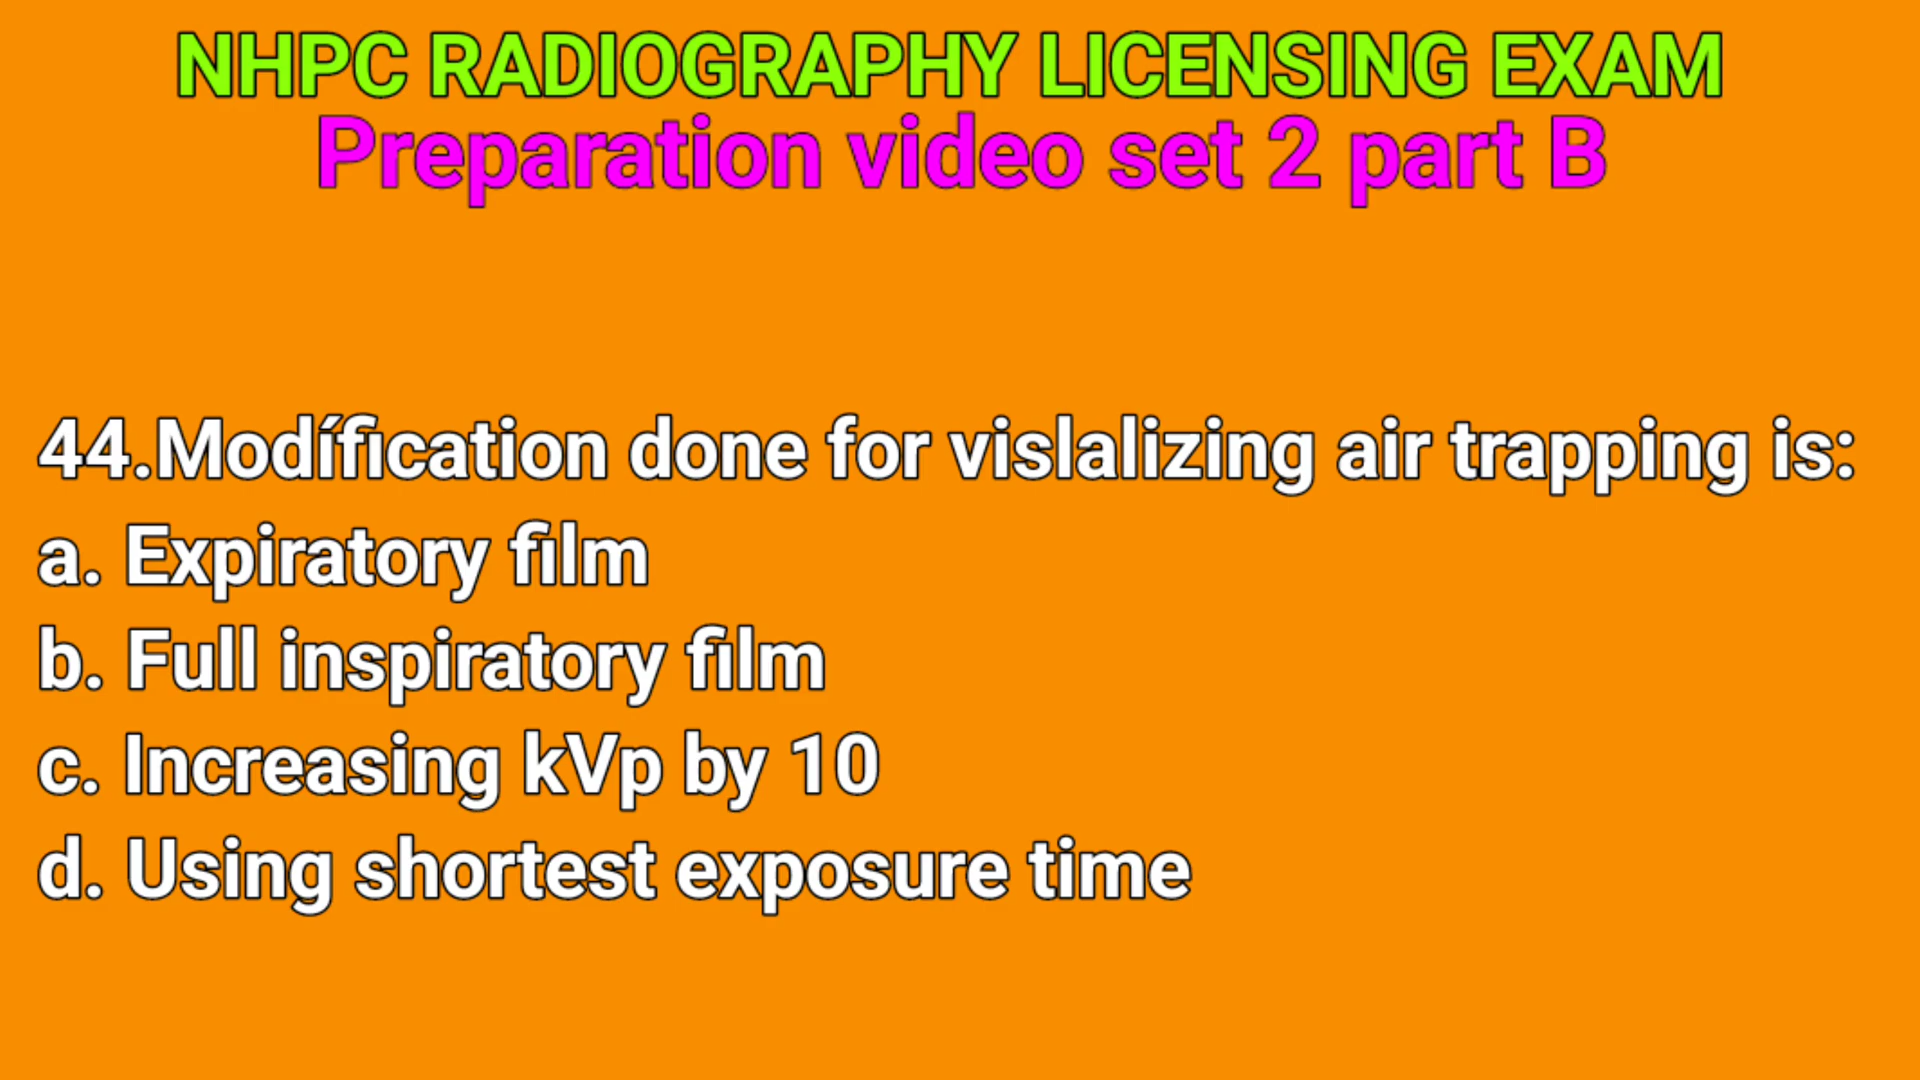 NHPC RADIOGRAPHY LICENSING EXAM
Preparation video set 2 part B
44.Modífication done for vislalizing air trapping is:
a. Expiratory film
b. Full inspiratory film
c. Increasing kVp by 10
d. Using shortest exposure time